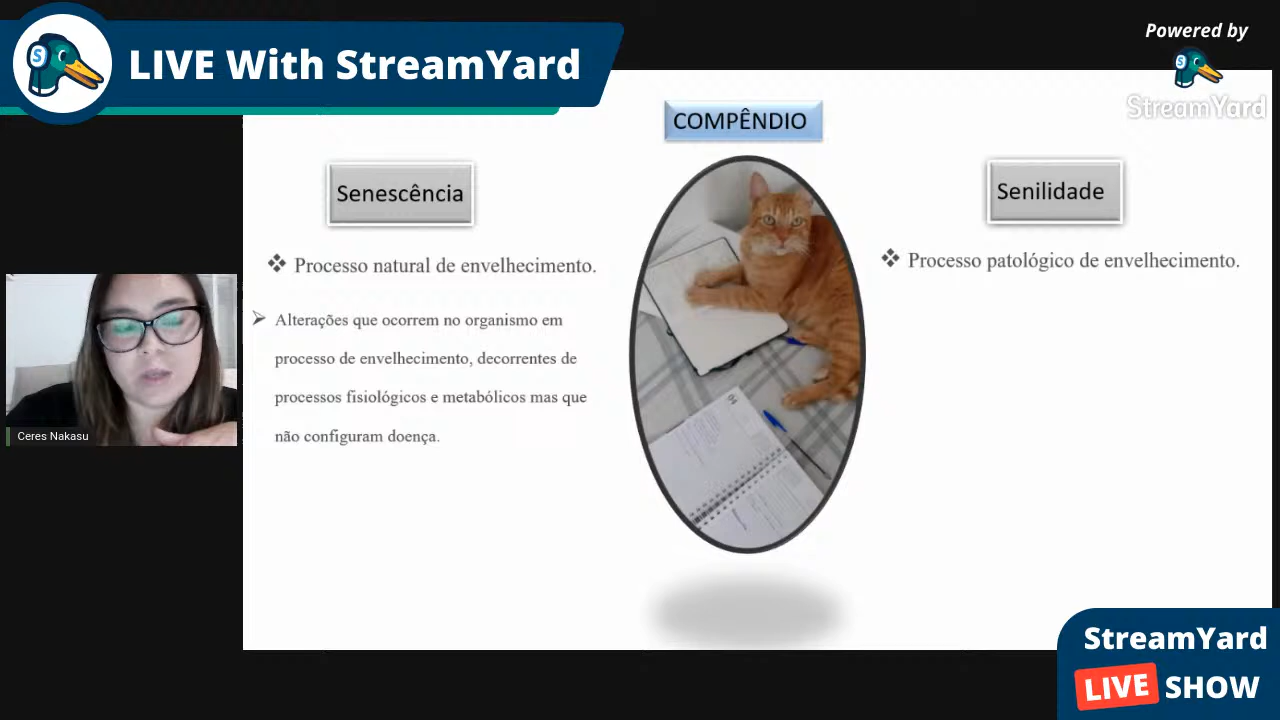 LIVE With StreamYard
Powered by
StreamYard
COMPÊNDIO
Senescência
Processo natural de envelhecimento.
Alterações que ocorrem no organismo em
processo de envelhecimento, decorrentes de
processos fisiológicos e metabólicos mas que
não configuram doença.
Senilidade
Processo patológico de envelhecimento.
Ceres Nakasu
StreamYard
LIVE SHOW